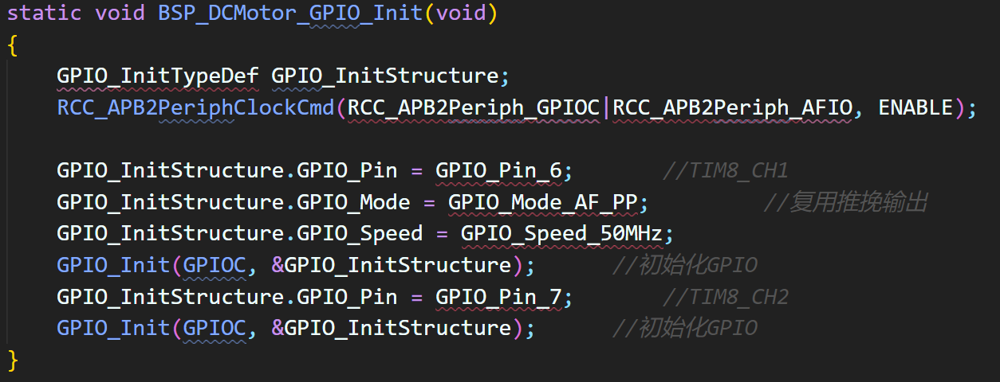 static void BSP_DCMotor_GPIO_Init(void)
{
GPIO_InitTypeDef GPIO_InitStructure;
RCC_APB2PeriphClockCmd(RCC_APB2Periph_GPIOC|RCC_APB2Periph_AFIO, ENABLE);
GPIO_InitStructure.GPIO_Pin = GPIO_Pin_6; //TIM8_CH1
GPIO_InitStructure.GPIO_Mode = GPIO_Mode_AF_PP; //复用推挽输出
GPIO_InitStructure.GPIO_Speed = GPIO_Speed_50MHz;
GPIO_Init(GPIOC, &GPIO_InitStructure); //初始化GPIO
GPIO_InitStructure.GPIO_Pin = GPIO_Pin_7; //TIM8_CH2
GPIO_Init(GPIOC, &GPIO_InitStructure); //初始化GPIO
}